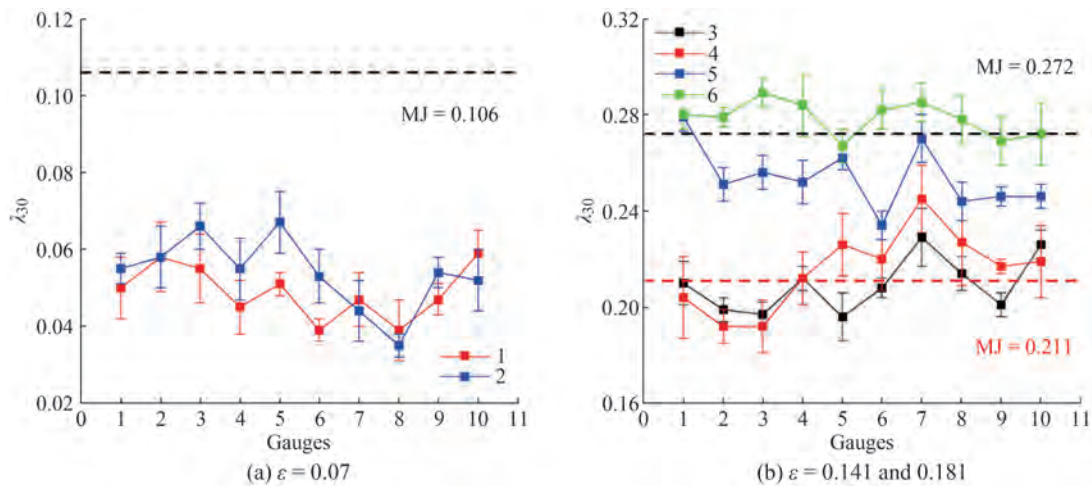 0.12
0.10
0.08
0.06
0.04
0.02
λ30
MJ = 0.106
1
2
0 1 2 3 4 5 6 7 8 9 10 11
Gauges
(a) ε = 0.07
0.32
0.28
0.24
0.20
0.16
λ30
3
4
5
6
MJ = 0.272
MJ = 0.211
0 1 2 3 4 5 6 7 8 9 10 11
Gauges
(b) ε = 0.141 and 0.181